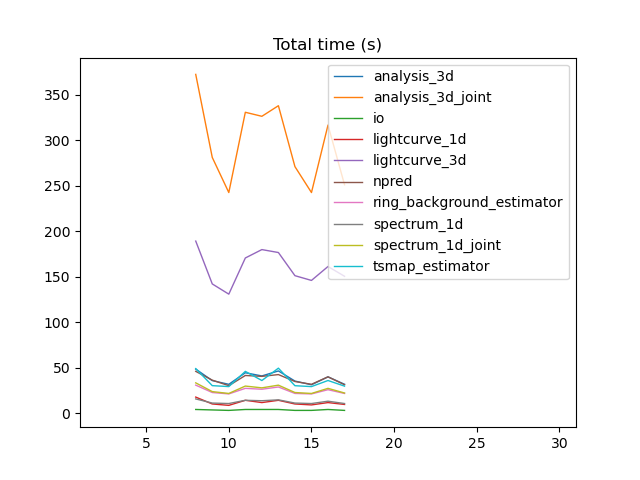 Total time (s)
350
300
250
200
150
100
50
0
5
10
15
20
25
30
analysis_3d
analysis_3d_joint
io
lightcurve_1d
lightcurve_3d
npred
ring_background_estimator
spectrum_1d
spectrum_1d_joint
tsmap_estimator